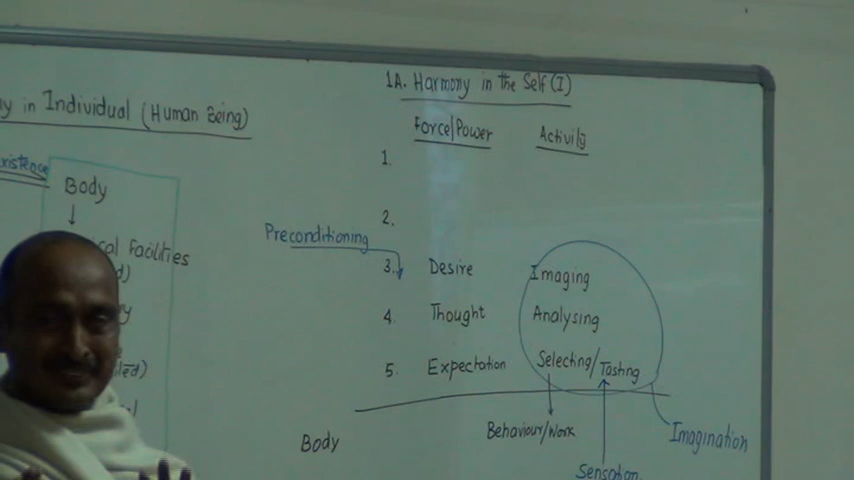 1A. Harmony in the Self (I)
in Individual (Human Being)
Force/Power Activity
Body
1.
2.
Preconditioning
Facilities
3. Desire Imaging
4. Thought Analysing
5. Expectation Selecting/Tasting
Behaviour/Work
Imagination
Body
Sensation